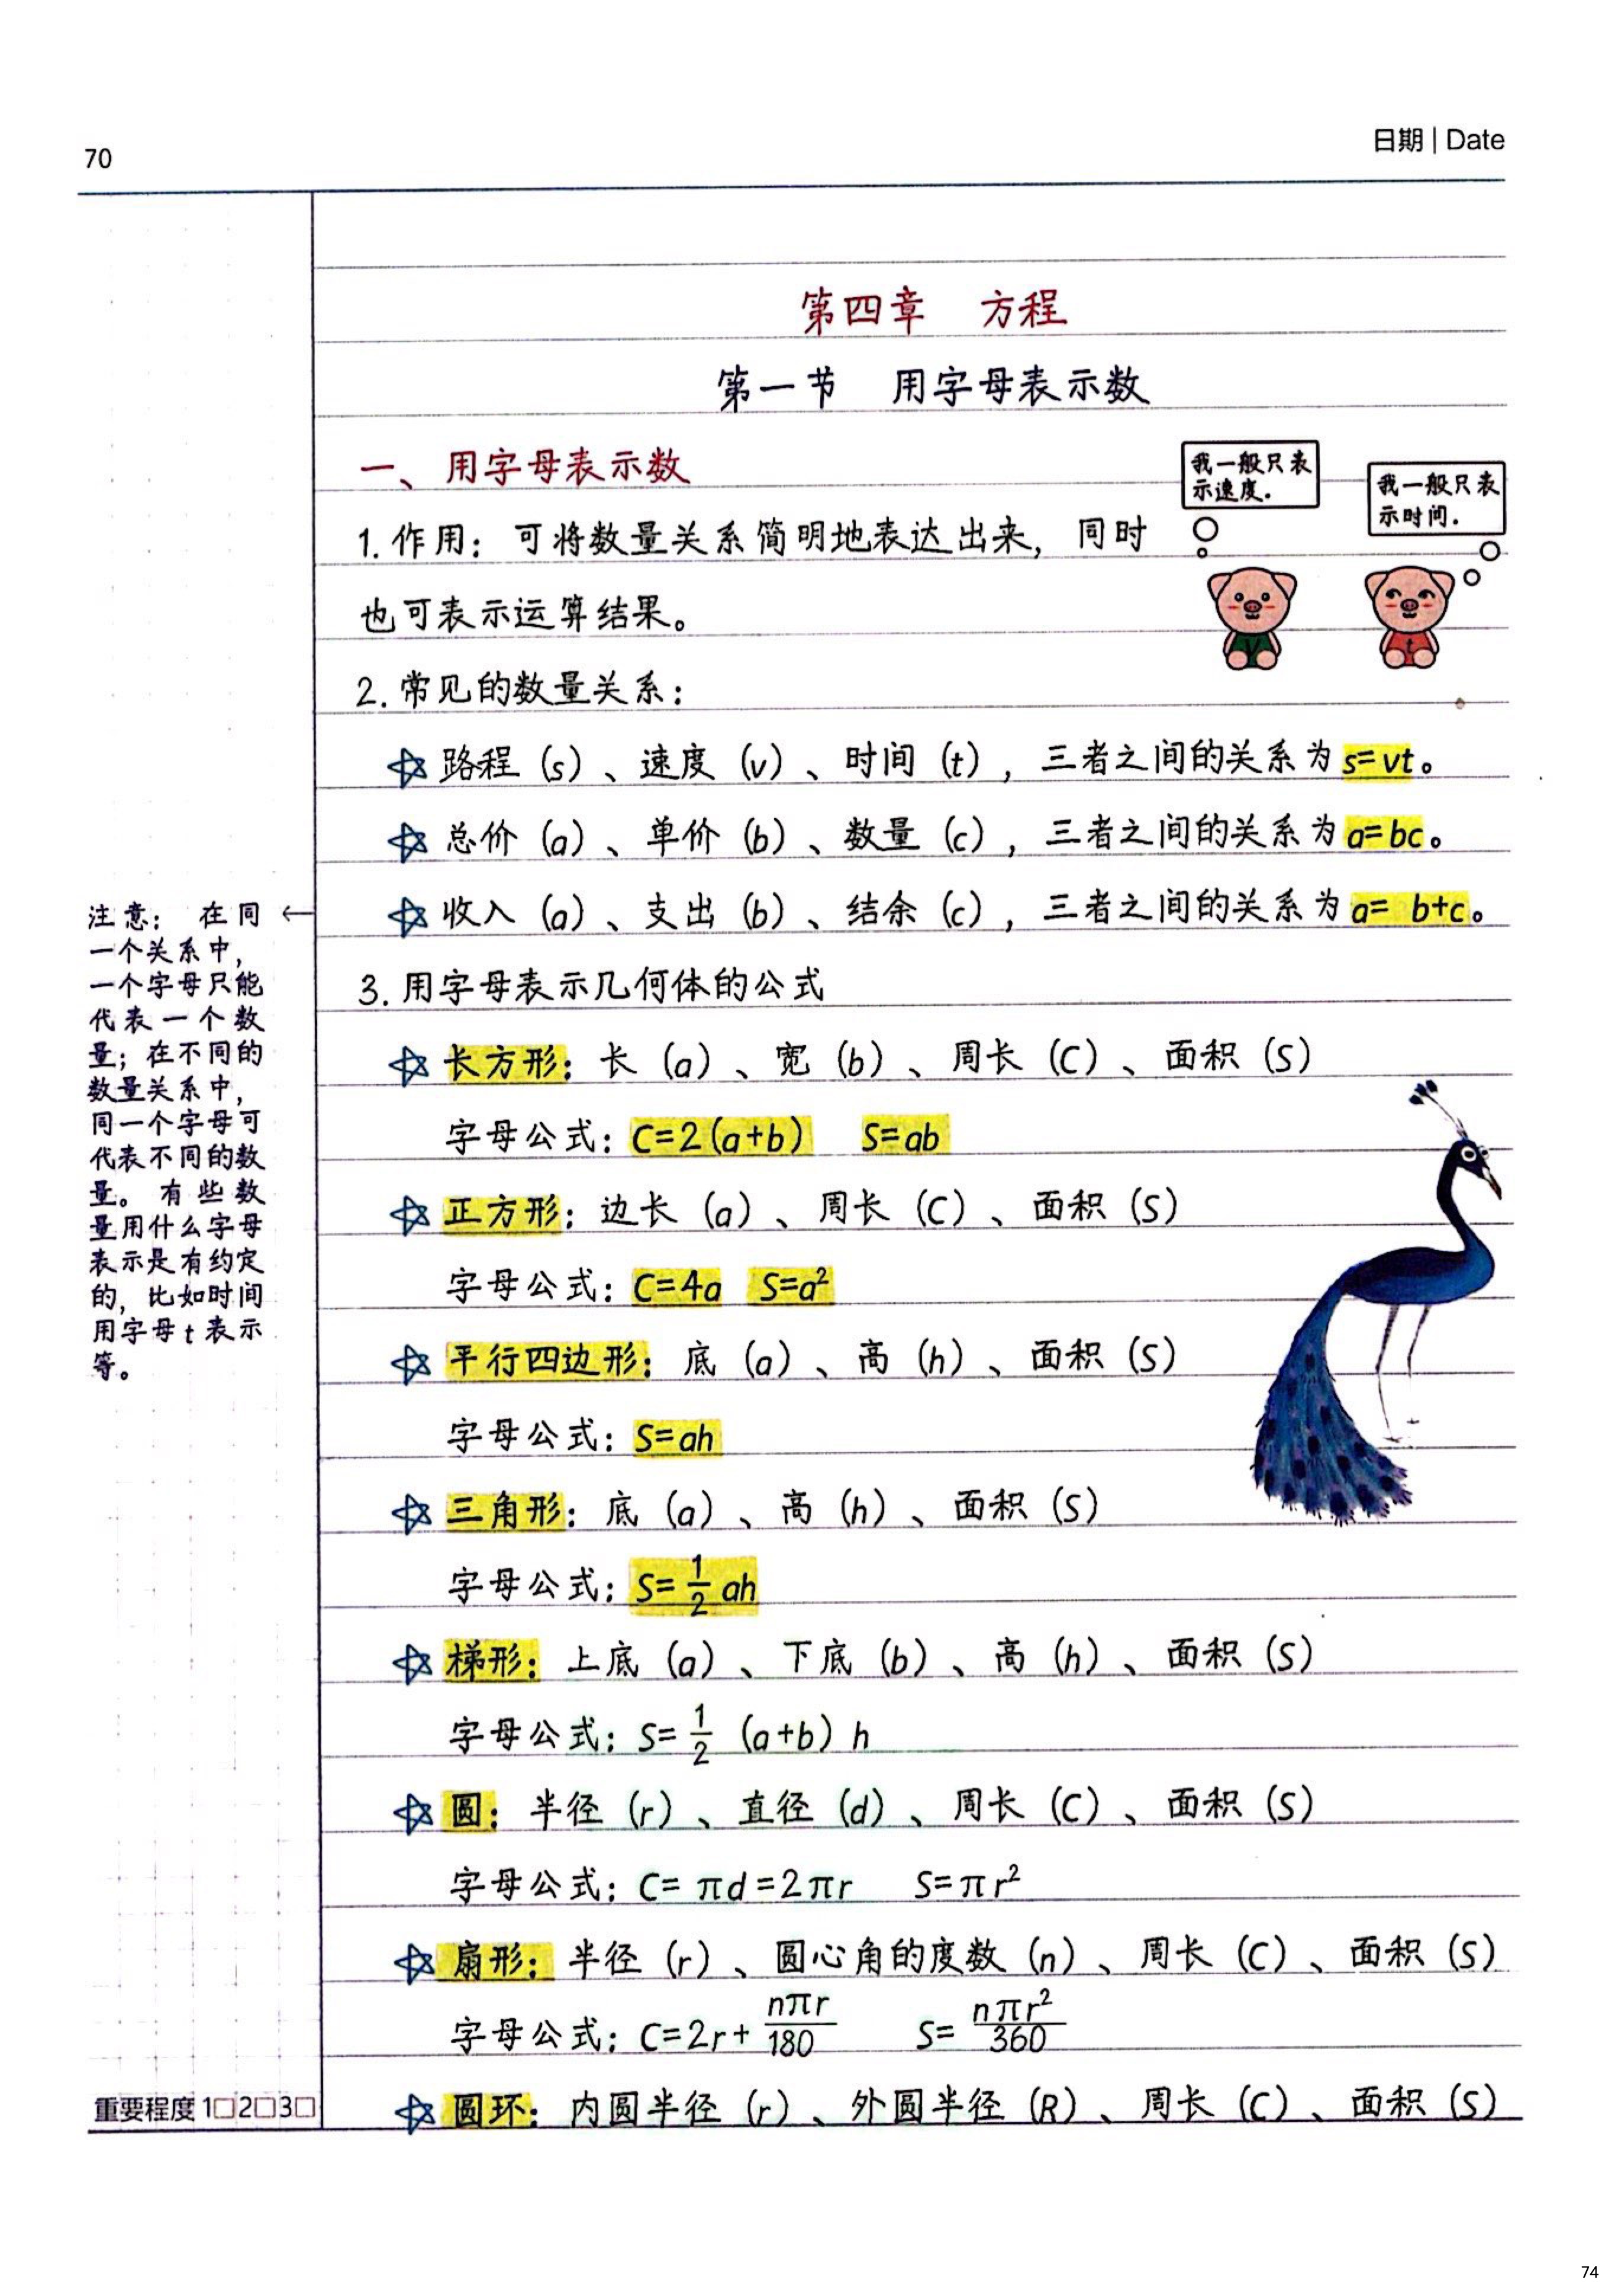 70
日期 | Date
第四章 方程
第一节 用字母表示数
一、用字母表示数
我一般只表
示速度.
我一般只表
示时间.
1. 作用：可将数量关系简明地表达出来，同时
也可表示运算结果。
V
t
2. 常见的数量关系：
☆路程（s）、速度（v）、时间（t），三者之间的关系为s=vt。
☆总价（a）、单价（b）、数量（c），三者之间的关系为a=bc。
☆收入（a）、支出（b）、结余（c），三者之间的关系为a= b+c。
注意： 在同
一个关系中，
一个字母只能
代表一个数
量；在不同的
数量关系中，
同一个字母可
代表不同的数
量。有些数
量用什么字母
表示是有约定
的，比如时间
用字母t表示
等。
3. 用字母表示几何体的公式
☆长方形：长（a）、宽（b）、周长（C）、面积（S）
字母公式：C=2（a+b） S=ab
☆正方形：边长（a）、周长（C）、面积（S）
字母公式：C=4a S=a²
☆平行四边形：底（a）、高（h）、面积（S）
字母公式：S=ah
☆三角形：底（a）、高（h）、面积（S）
字母公式：S=1/2 ah
☆梯形：上底（a）、下底（b）、高（h）、面积（S）
字母公式：S=1/2（a+b）h
☆圆：半径（r）、直径（d）、周长（C）、面积（S）
字母公式：C= πd=2πr S=πr²
☆扇形：半径（r）、圆心角的度数（n）、周长（C）、面积（S）
字母公式：C=2r+ nπr/180 S= nπr²/360
☆圆环：内圆半径（r）、外圆半径（R）、周长（C）、面积（S）
重要程度 1□2□3□
74